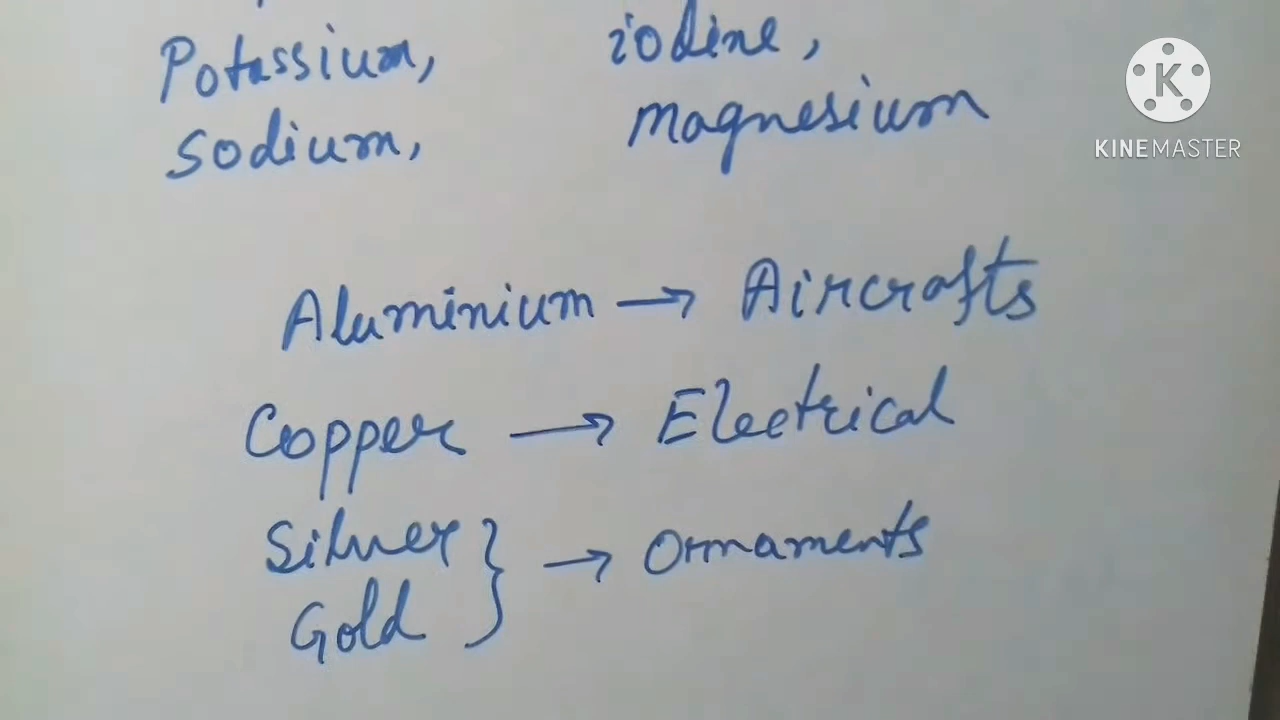 Potassium, iodine,
Sodium, magnesium
K
KINEMASTER
Aluminium → Aircrafts
Copper → Electrical
Silver
Gold } → Ornaments